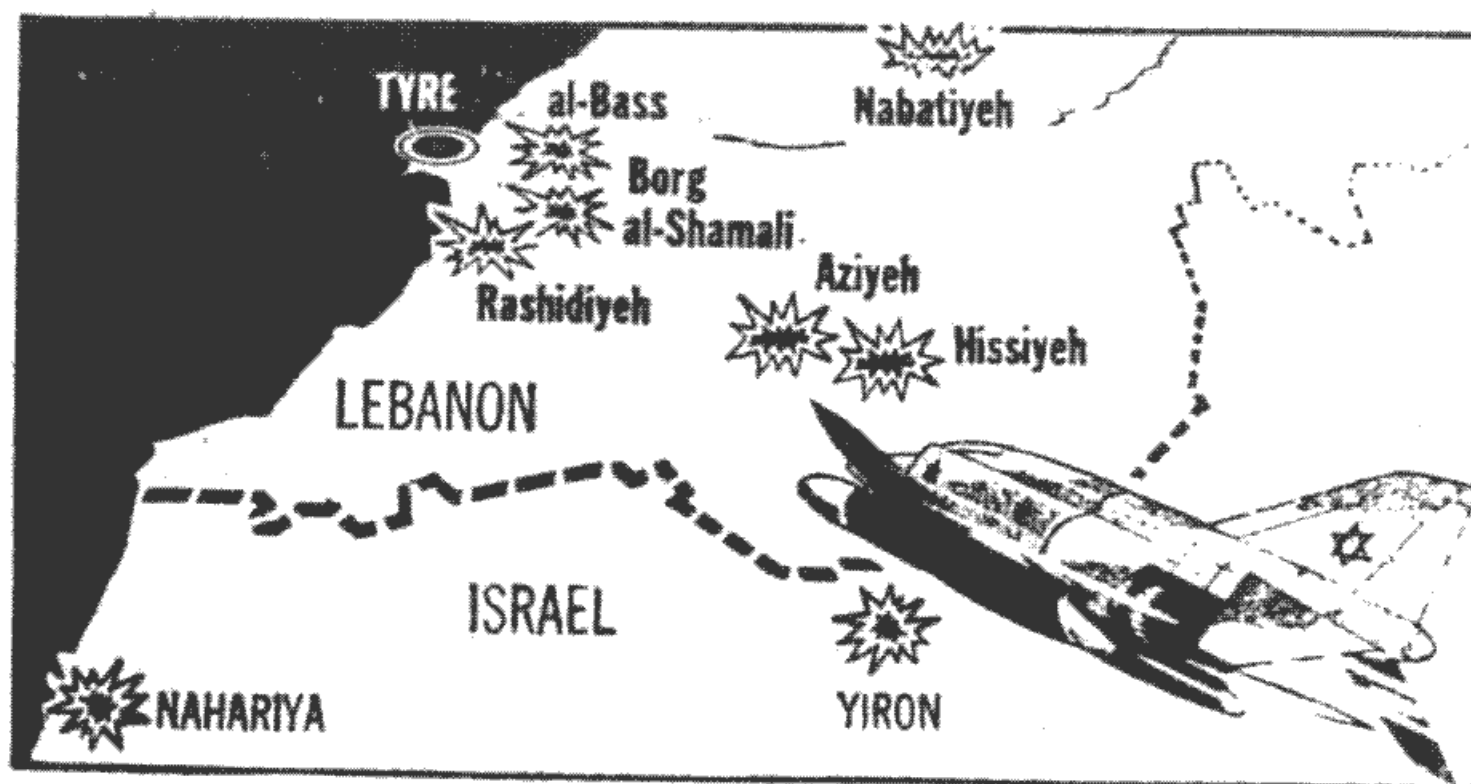 TYRE
al-Bass
Nabatiyeh
Borg
al-Shamali
Aziyeh
Rashidiyeh
Hissiyeh
LEBANON
ISRAEL
NAHARIYA
YIRON